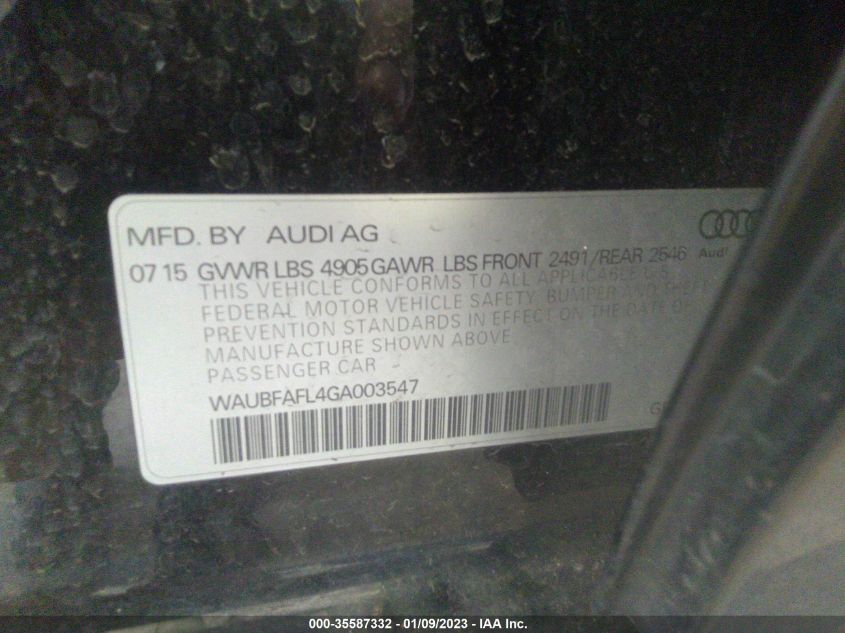 MFD. BY AUDI AG
Audi
07 15 GVWR LBS 4905 GAWR LBS FRONT 2491/REAR 2546
THIS VEHICLE CONFORMS TO ALL APPLICABLE U.S.
FEDERAL MOTOR VEHICLE SAFETY, BUMPER AND THEFT
PREVENTION STANDARDS IN EFFECT ON THE DATE OF
MANUFACTURE SHOWN ABOVE
PASSENGER CAR
WAUBFAFL4GA003547
000-35587332 - 01/09/2023 - IAA Inc.